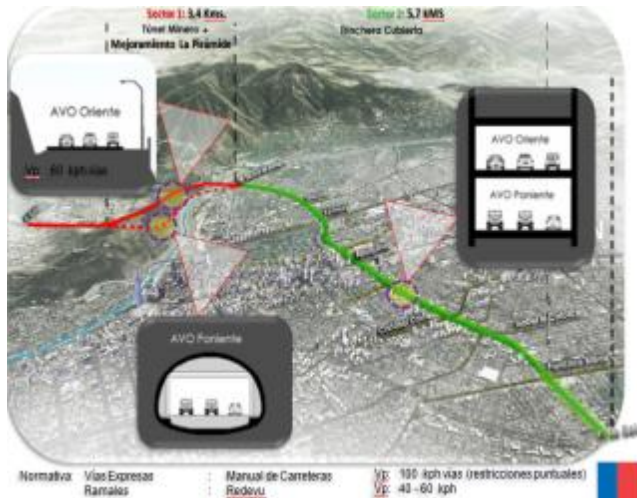 Sector 1: 3,4 Kms.
Túnel Minero +
Mejoramiento La Pirámide
Sector 2: 5,7 kMS
Trinchera Cubierta
AVO Oriente
Vp: 60 kph vías
AVO Oriente
AVO Poniente
AVO Poniente
Normativa: Vías Expresas : Manual de Carreteras Vp: 100 kph vías (restricciones puntuales)
Ramales : Redevu Vp: 40 - 60 kph